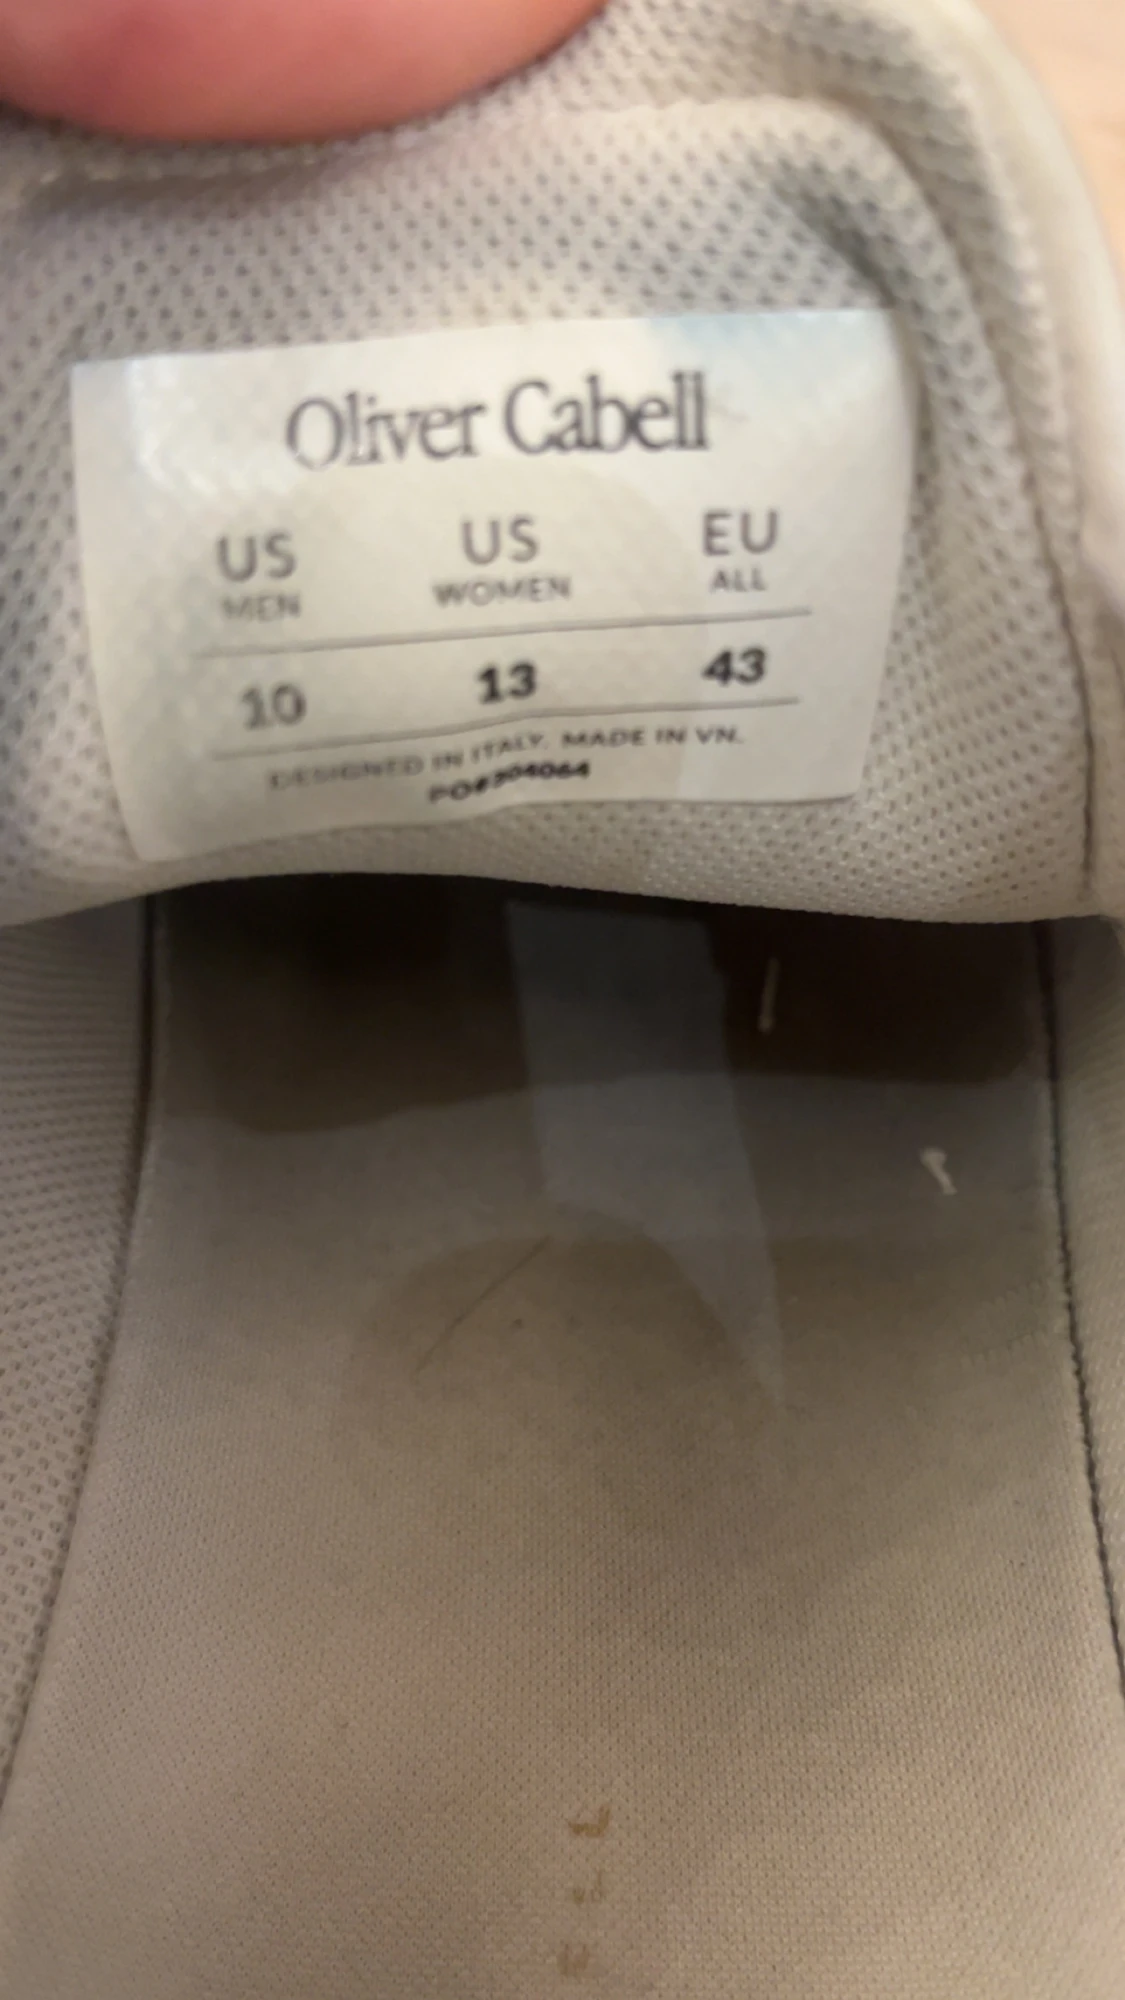 Oliver Cabell
US US EU
MEN WOMEN ALL
10 13 43
DESIGNED IN ITALY. MADE IN VN.